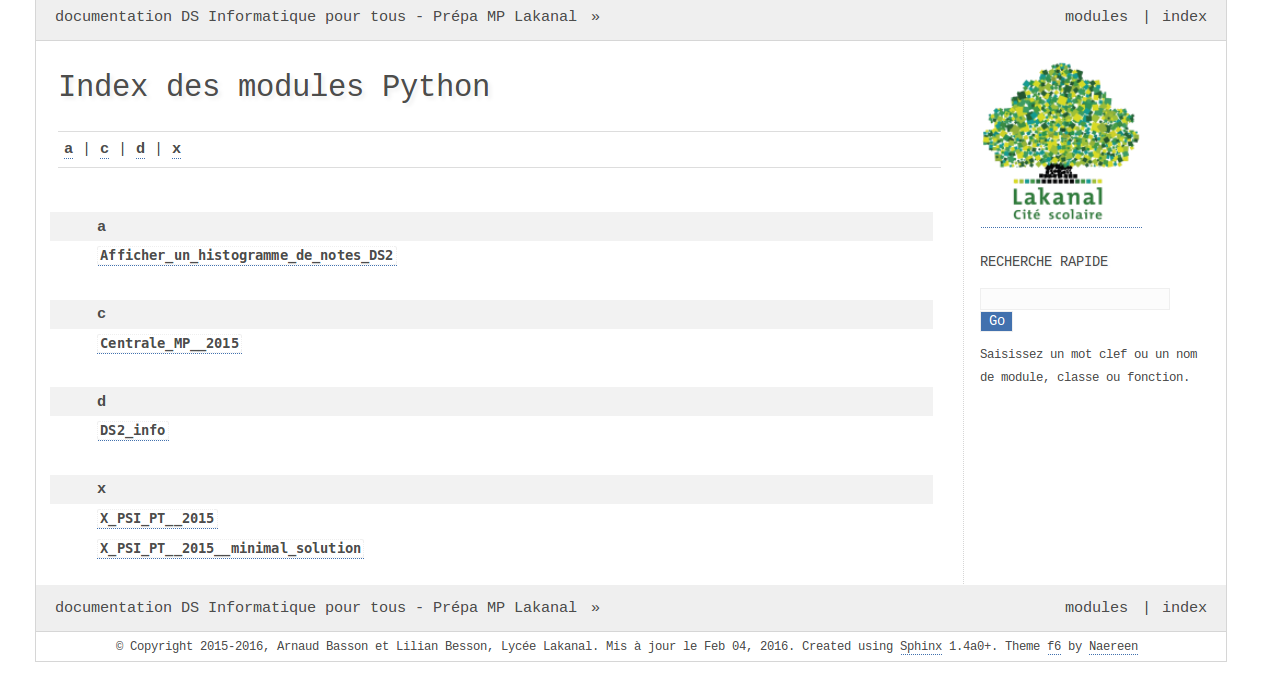 documentation DS Informatique pour tous - Prépa MP Lakanal » modules | index
Index des modules Python
a | c | d | x
a
Afficher_un_histogramme_de_notes_DS2
c
Centrale_MP__2015
d
DS2_info
x
X_PSI_PT__2015
X_PSI_PT__2015__minimal_solution
Lakanal
Cité scolaire
RECHERCHE RAPIDE
Go
Saisissez un mot clef ou un nom
de module, classe ou fonction.
documentation DS Informatique pour tous - Prépa MP Lakanal » modules | index
© Copyright 2015-2016, Arnaud Basson et Lilian Besson, Lycée Lakanal. Mis à jour le Feb 04, 2016. Created using Sphinx 1.4a0+. Theme f6 by Naereen